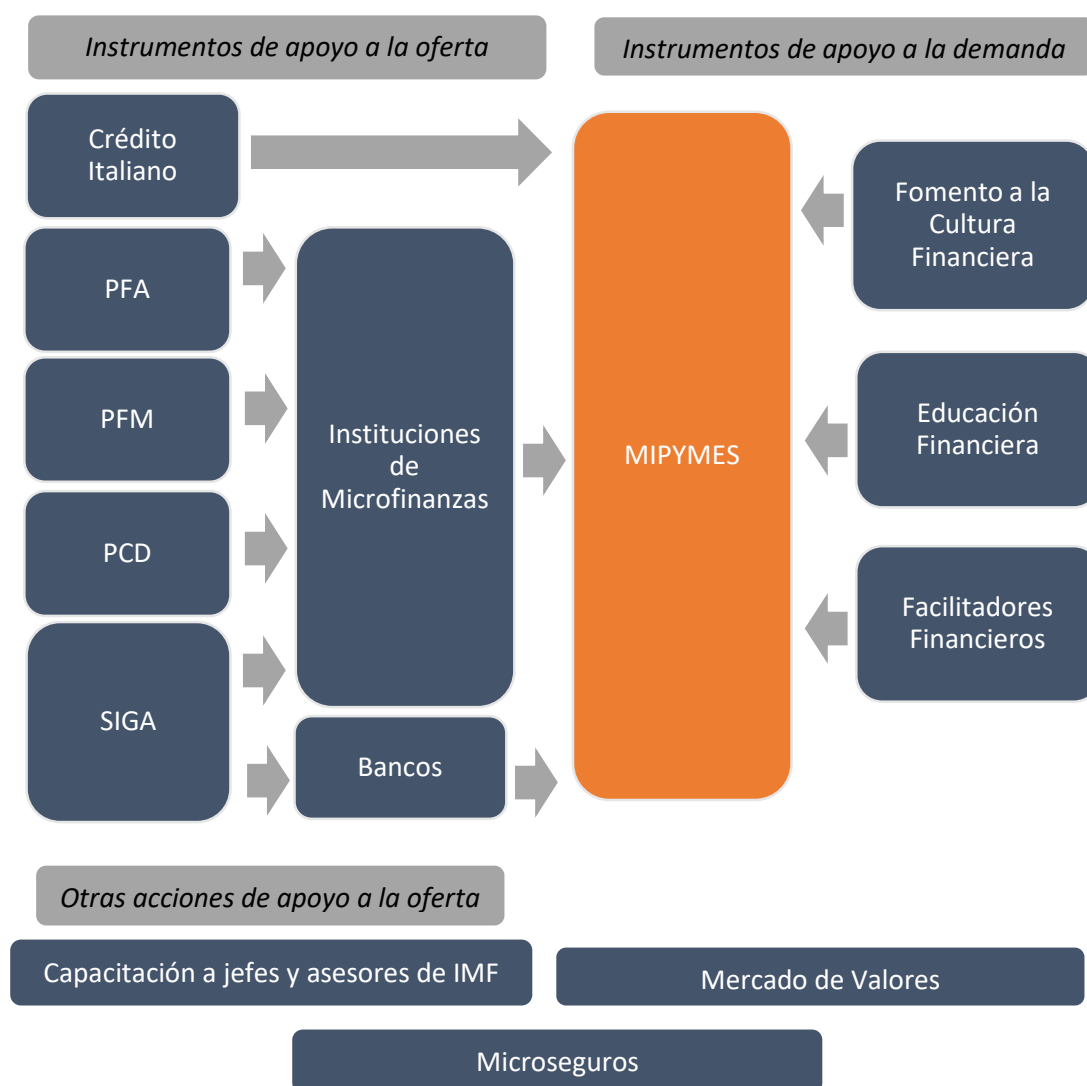 Instrumentos de apoyo a la oferta
Instrumentos de apoyo a la demanda
Crédito
Italiano
PFA
PFM
PCD
SIGA
Instituciones
de
Microfinanzas
Bancos
MIPYMES
Fomento a la
Cultura
Financiera
Educación
Financiera
Facilitadores
Financieros
Otras acciones de apoyo a la oferta
Capacitación a jefes y asesores de IMF
Mercado de Valores
Microseguros